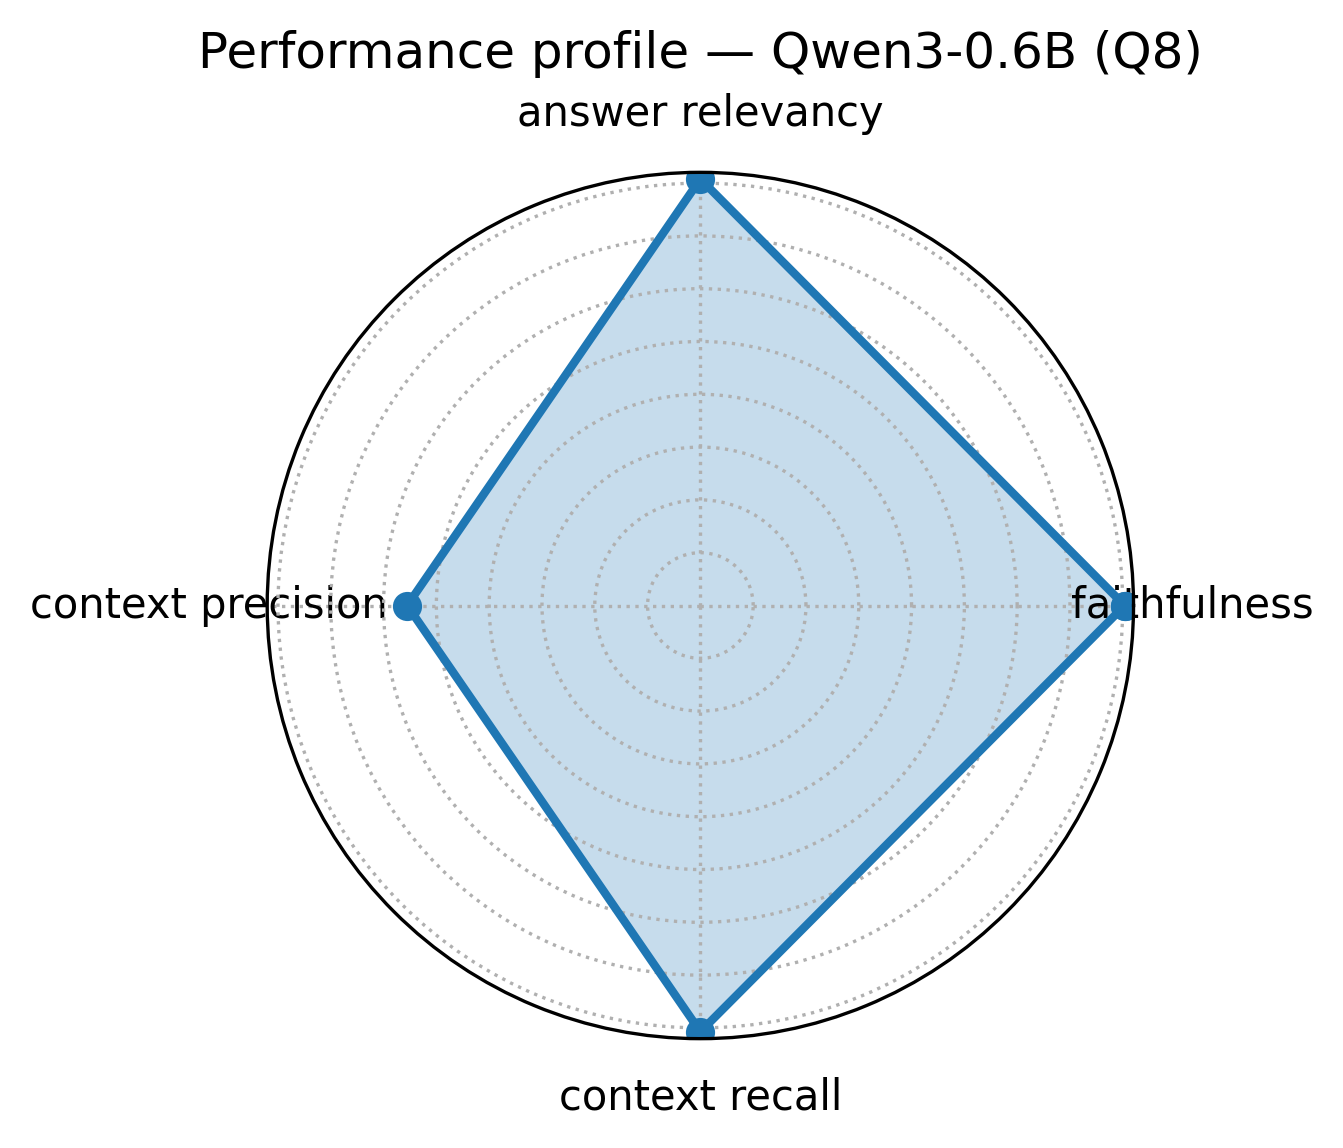 Performance profile — Qwen3-0.6B (Q8)
answer relevancy
context precision
faithfulness
context recall